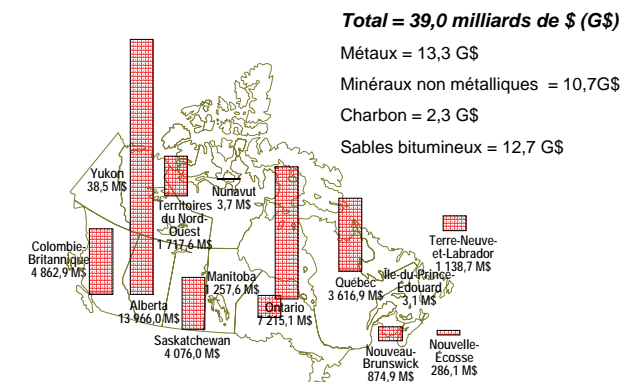 Total = 39,0 milliards de $ (G$)
Métaux = 13,3 G$
Minéraux non métalliques = 10,7G$
Charbon = 2,3 G$
Sables bitumineux = 12,7 G$
Yukon
38,5 M$
Territoires
du Nord-
Ouest
1 717,6 M$
Nunavut
3,7 M$
Colombie-
Britannique
4 862,9 M$
Alberta
13 966,0 M$
Saskatchewan
4 076,0 M$
Manitoba
1 257,6 M$
Ontario
7 215,1 M$
Québec
3 616,9 M$
Terre-Neuve-
et-Labrador
1 138,7 M$
Île-du-Prince-
Édouard
3,1 M$
Nouveau-
Brunswick
874,9 M$
Nouvelle-
Écosse
286,1 M$